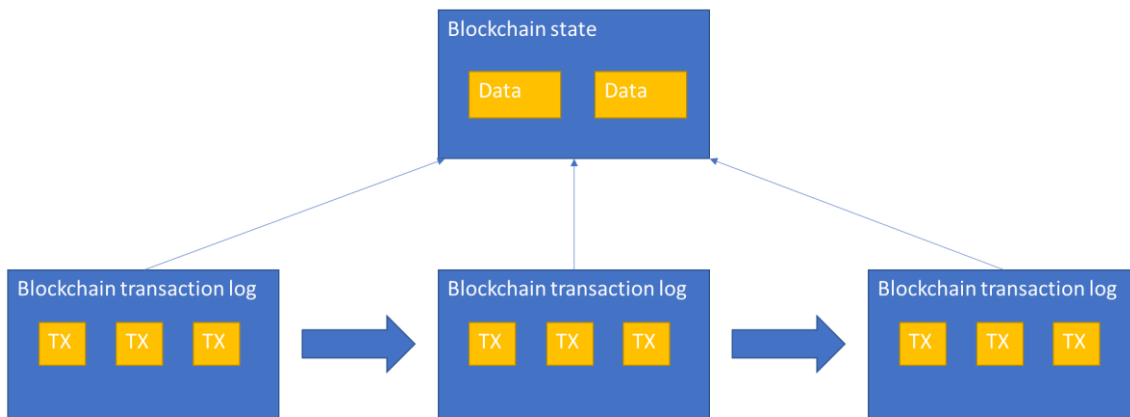 Blockchain state
Data
Data
Blockchain transaction log
TX
TX
TX
Blockchain transaction log
TX
TX
TX
Blockchain transaction log
TX
TX
TX